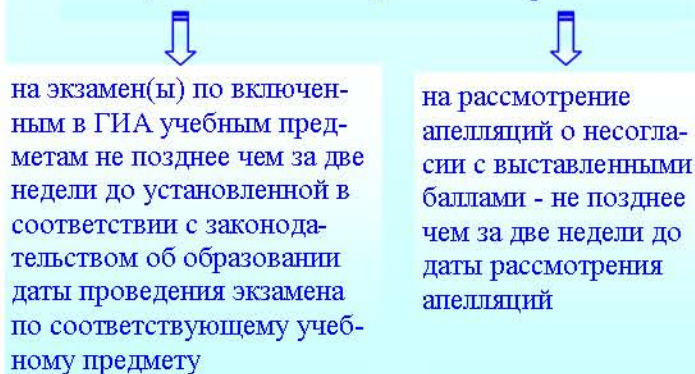 на экзамен(ы) по включен-
ным в ГИА учебным пред-
метам не позднее чем за две
недели до установленной в
соответствии с законода-
тельством об образовании
даты проведения экзамена
по соответствующему учеб-
ному предмету
на рассмотрение
апелляций о несогла-
сии с выставленными
баллами - не позднее
чем за две недели до
даты рассмотрения
апелляций